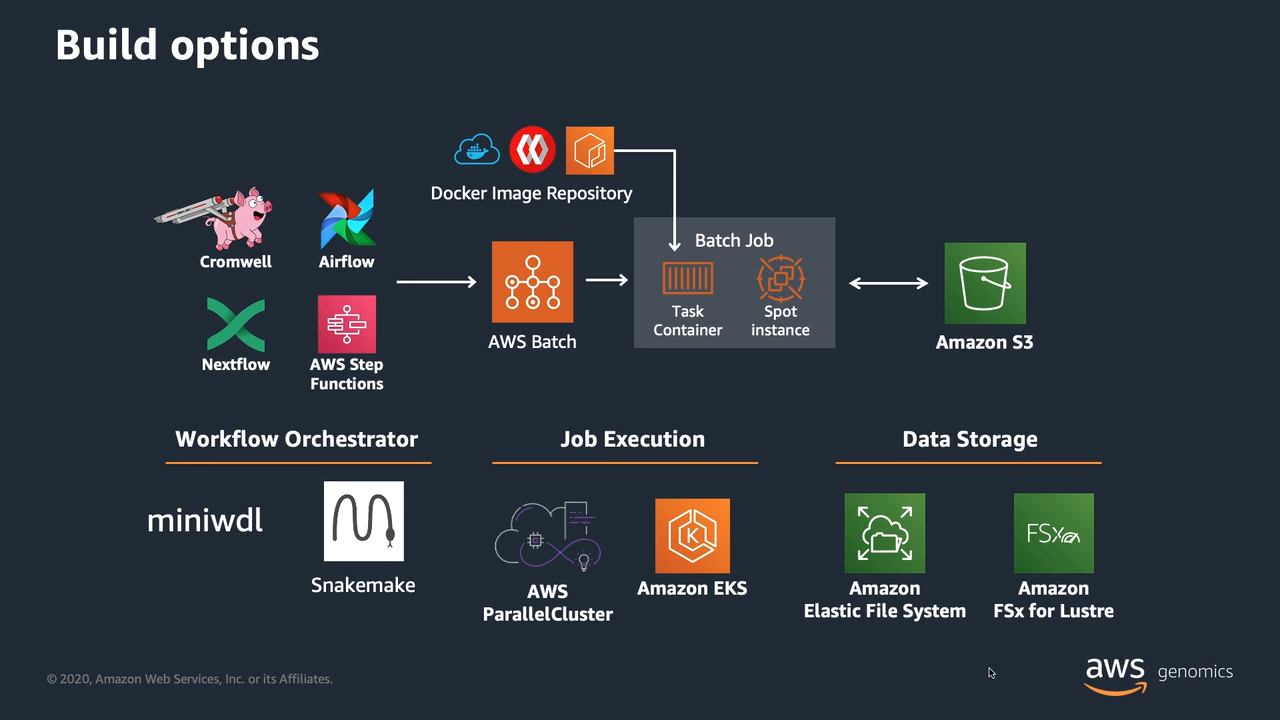 Build options
Docker Image Repository
Cromwell
Airflow
Nextflow
AWS Step
Functions
AWS Batch
Batch Job
Task
Container
Spot
instance
Amazon S3
Workflow Orchestrator
Job Execution
Data Storage
miniwdl
Snakemake
AWS
ParallelCluster
K
Amazon EKS
Amazon
Elastic File System
FSx
Amazon
FSx for Lustre
© 2020, Amazon Web Services, Inc. or its Affiliates.
aws genomics